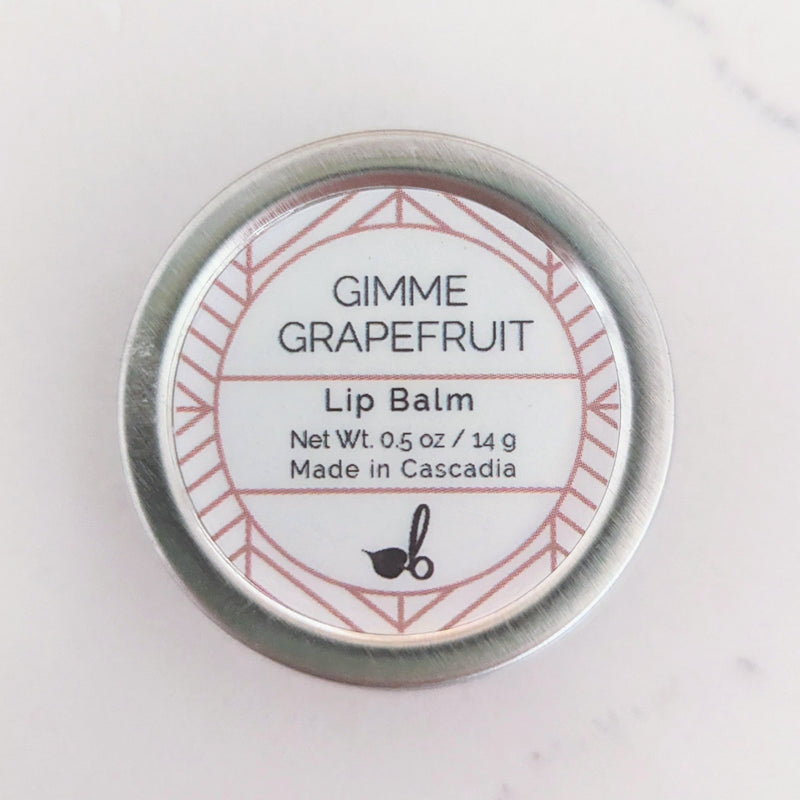 GIMME
GRAPEFRUIT
Lip Balm
Net Wt. 0.5 oz / 14 g
Made in Cascadia